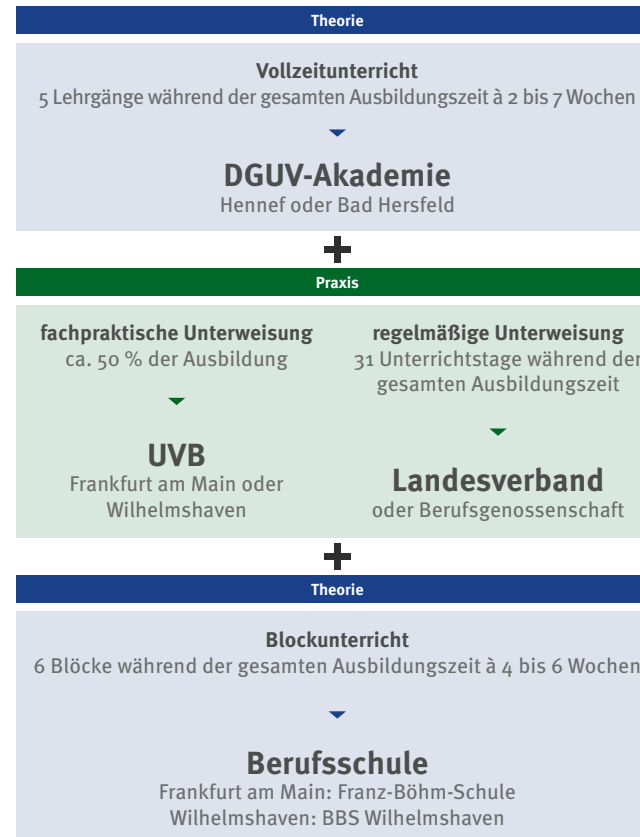 Theorie
Vollzeitunterricht
5 Lehrgänge während der gesamten Ausbildungszeit à 2 bis 7 Wochen
DGUV-Akademie
Hennef oder Bad Hersfeld
+
Praxis
fachpraktische Unterweisung
ca. 50 % der Ausbildung
UVB
Frankfurt am Main oder
Wilhelmshaven
regelmäßige Unterweisung
31 Unterrichtstage während der
gesamten Ausbildungszeit
Landesverband
oder Berufsgenossenschaft
+
Theorie
Blockunterricht
6 Blöcke während der gesamten Ausbildungszeit à 4 bis 6 Wochen
Berufsschule
Frankfurt am Main: Franz-Böhm-Schule
Wilhelmshaven: BBS Wilhelmshaven